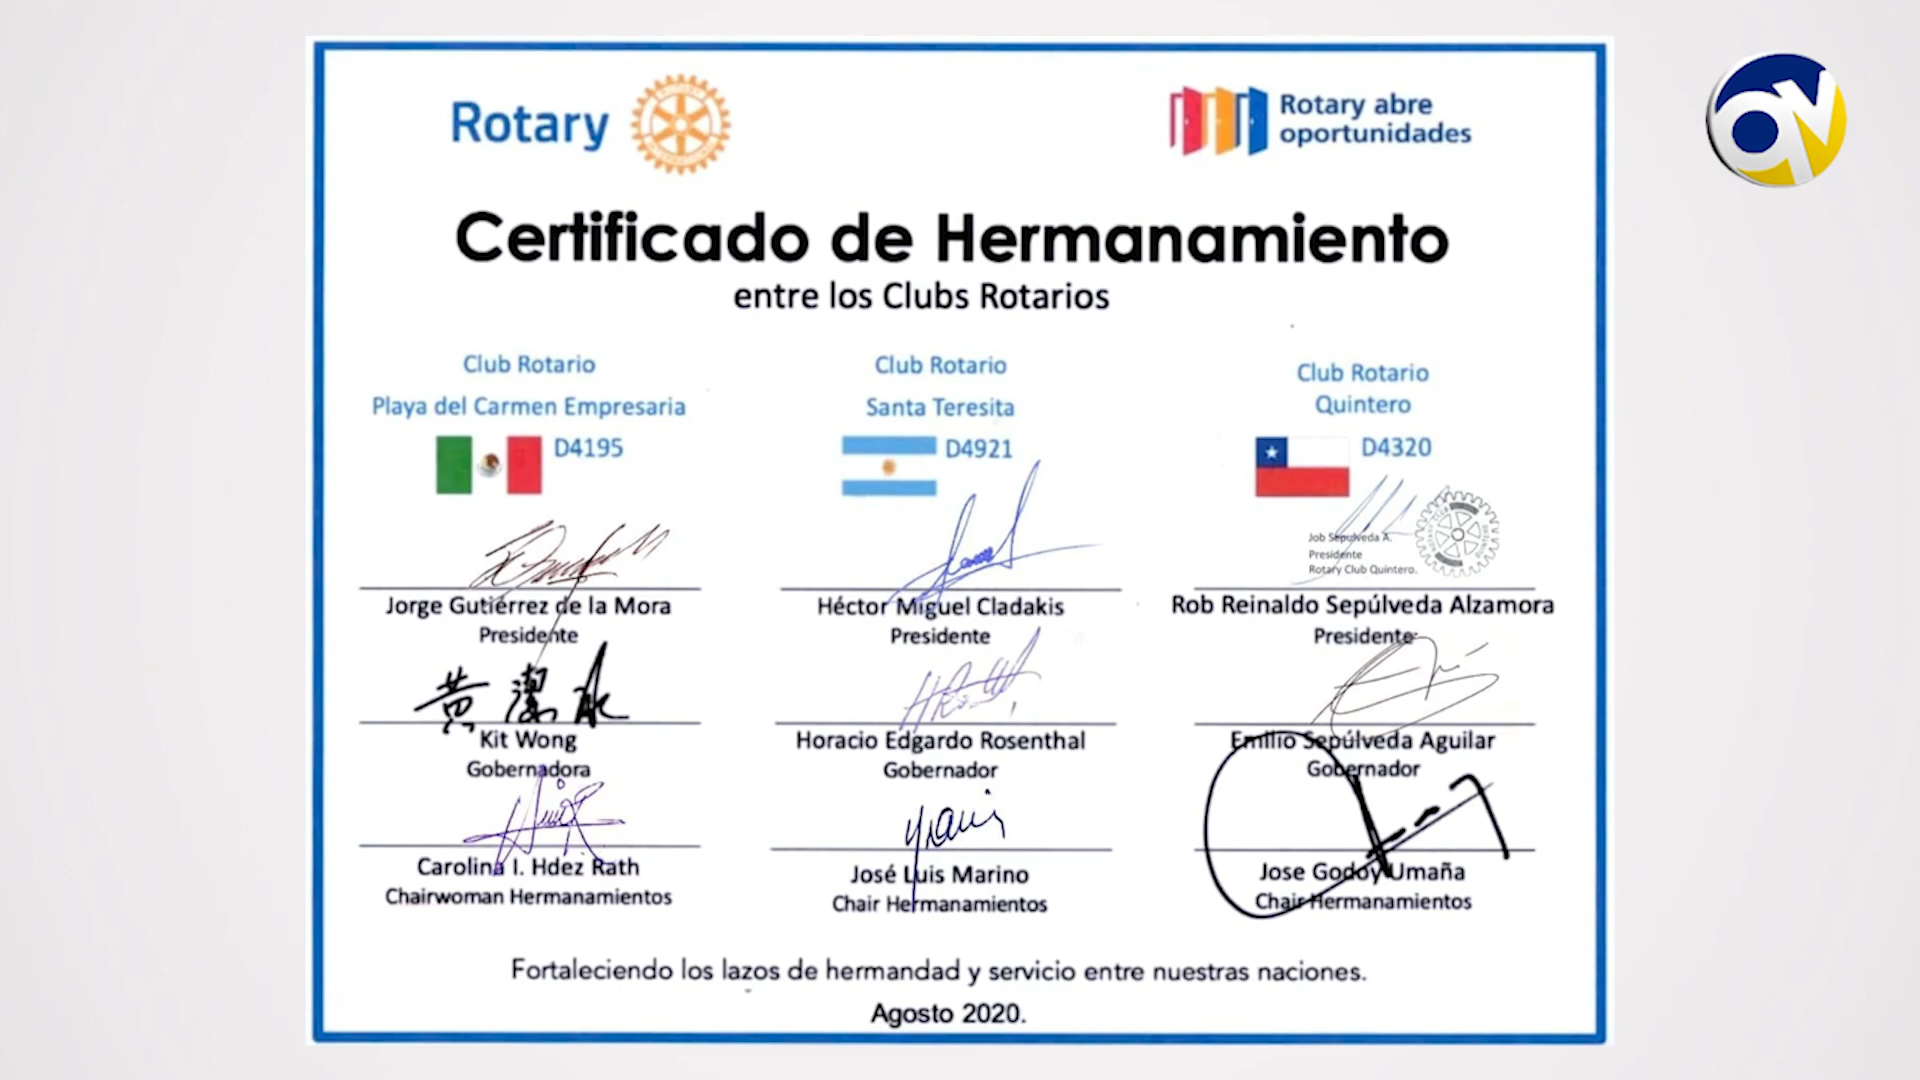 Rotary
Rotary abre
oportunidades
Certificado de Hermanamiento
entre los Clubs Rotarios
Club Rotario
Playa del Carmen Empresaria
D4195
Jorge Gutiérrez de la Mora
Presidente
黄潔冰
Kit Wong
Gobernadora
Carolina I. Hdez Rath
Chairwoman Hermanamientos
Club Rotario
Santa Teresita
D4921
Héctor Miguel Cladakis
Presidente
Horacio Edgardo Rosenthal
Gobernador
José Luis Marino
Chair Hermanamientos
Club Rotario
Quintero
D4320
Job Sepulveda A.
Presidente
Rotary Club Quintero.
Rob Reinaldo Sepúlveda Alzamora
Presidente
Emilio Sepúlveda Aguilar
Gobernador
Jose Godoy Umaña
Chair Hermanamientos
Fortaleciendo los lazos de hermandad y servicio entre nuestras naciones.
Agosto 2020.